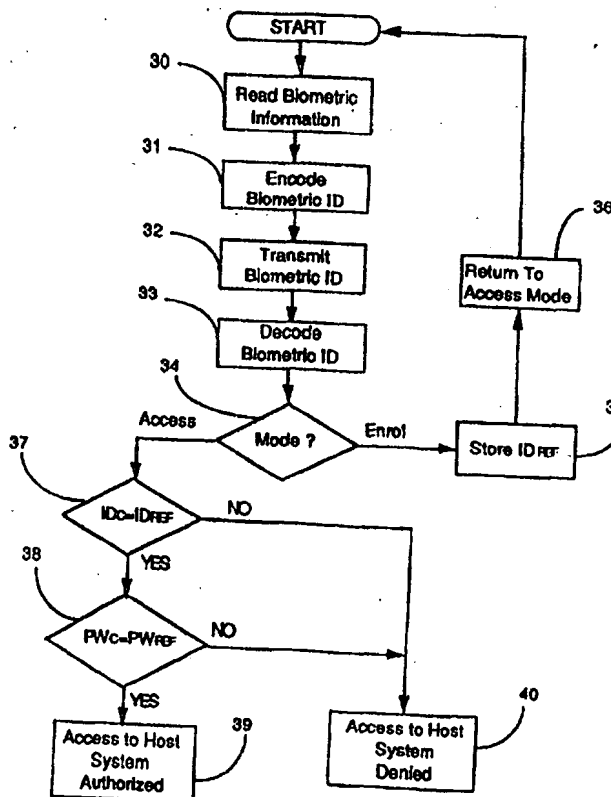 START
30
Read Biometric
Information
31
Encode
Biometric ID
32
Transmit
Biometric ID
36
Return To
Access Mode
33
Decode
Biometric ID
34
Mode ?
Access
Enrol
3
Store IDREF
37
IDC=IDREF
NO
YES
38
PWC=PWREF
NO
YES
39
Access to Host
System
Authorized
40
Access to Host
System
Denied